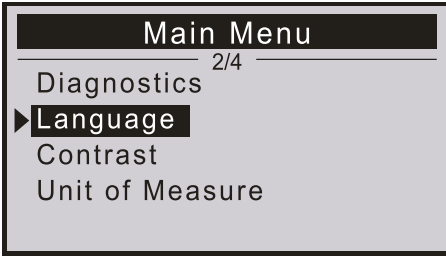 Main Menu
2/4
Diagnostics
Language
Contrast
Unit of Measure